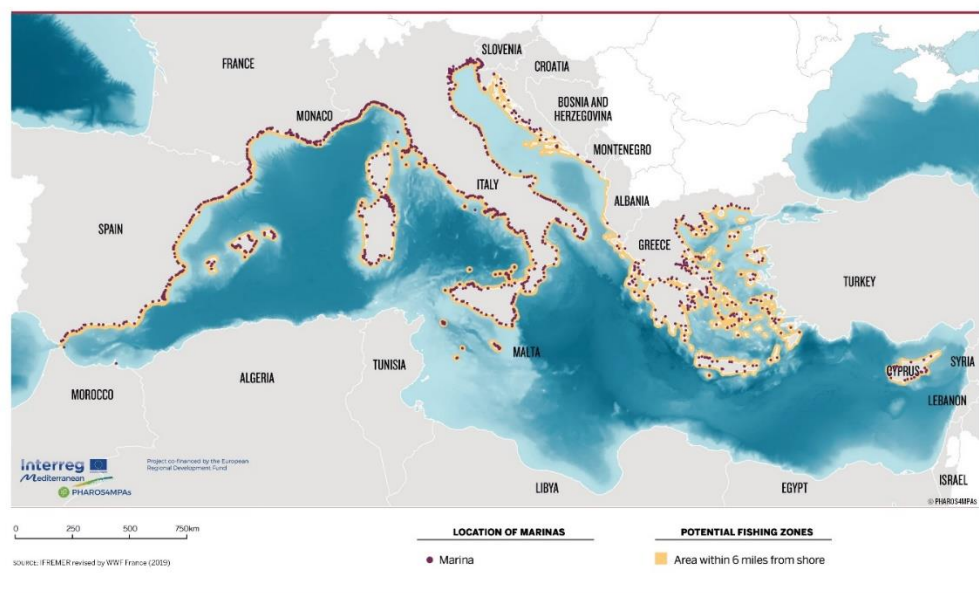 SLOVENIA
FRANCE
CROATIA
BOSNIA AND
HERZEGOVINA
MONACO
MONTENEGRO
ITALY
ALBANIA
SPAIN
GREECE
TURKEY
MALTA
TUNISIA
SYRIA
CYPRUS
ALGERIA
MOROCCO
LEBANON
Interreg
Mediterranean
PHAROS4MPAs
Project co-financed by the European
Regional Development Fund
LIBYA
EGYPT
ISRAEL
© PHAROS4MPAs
0 250 500 750km
LOCATION OF MARINAS
Marina
POTENTIAL FISHING ZONES
Area within 6 miles from shore
SOURCE: IFREMER revised by WWF France (2019)